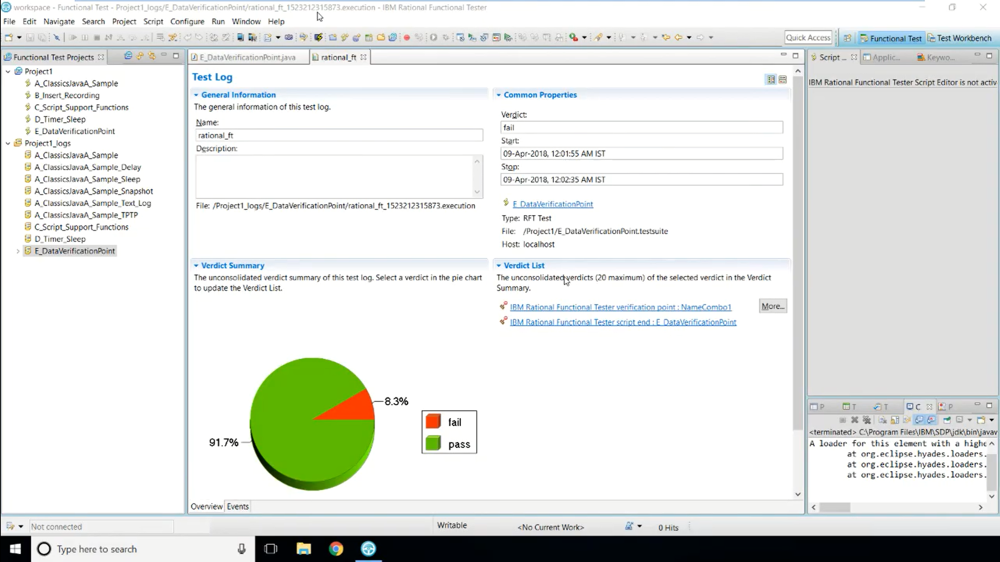 workspace - Functional Test - Project1_logs/E_DataVerificationPoint/rational_ft_1523212315873.execution - IBM Rational Functional Tester
File Edit Navigate Search Project Script Configure Run Window Help
Quick Access
Functional Test
Test Workbench
Functional Test Projects
Project1
A_ClassicsJavaA_Sample
B_Insert_Recording
C_Script_Support_Functions
D_Timer_Sleep
E_DataVerificationPoint
Project1_logs
A_ClassicsJavaA_Sample
A_ClassicsJavaA_Sample_Delay
A_ClassicsJavaA_Sample_Sleep
A_ClassicsJavaA_Sample_Snapshot
A_ClassicsJavaA_Sample_Text_Log
A_ClassicsJavaA_Sample_TPTP
C_Script_Support_Functions
D_Timer_Sleep
E_DataVerificationPoint
E_DataVerificationPoint.java
rational_ft
Test Log
General Information
The general information of this test log.
Name:
rational_ft
Description:
File: /Project1_logs/E_DataVerificationPoint/rational_ft_1523212315873.execution
Common Properties
Verdict:
fail
Start:
09-Apr-2018, 12:01:55 AM IST
Stop:
09-Apr-2018, 12:02:35 AM IST
E_DataVerificationPoint
Type: RFT Test
File: /Project1/E_DataVerificationPoint.testsuite
Host: localhost
Verdict Summary
The unconsolidated verdict summary of this test log. Select a verdict in the pie chart
to update the Verdict List.
8.3%
91.7%
fail
pass
Verdict List
The unconsolidated verdicts (20 maximum) of the selected verdict in the Verdict
Summary.
IBM Rational Functional Tester verification point : NameCombo1
More...
IBM Rational Functional Tester script end : E_DataVerificationPoint
Overview
Events
Script ...
Applic...
Keywo...
IBM Rational Functional Tester Script Editor is not activ
P
T
T
C
P
<terminated> C:\Program Files\IBM\SDP\jdk\bin\javaw
A loader for this element with a highe
at org.eclipse.hyades.loaders.
at org.eclipse.hyades.loaders.
at org.eclipse.hyades.loaders.
Not connected
Writable
<No Current Work>
0 Hits
Type here to search